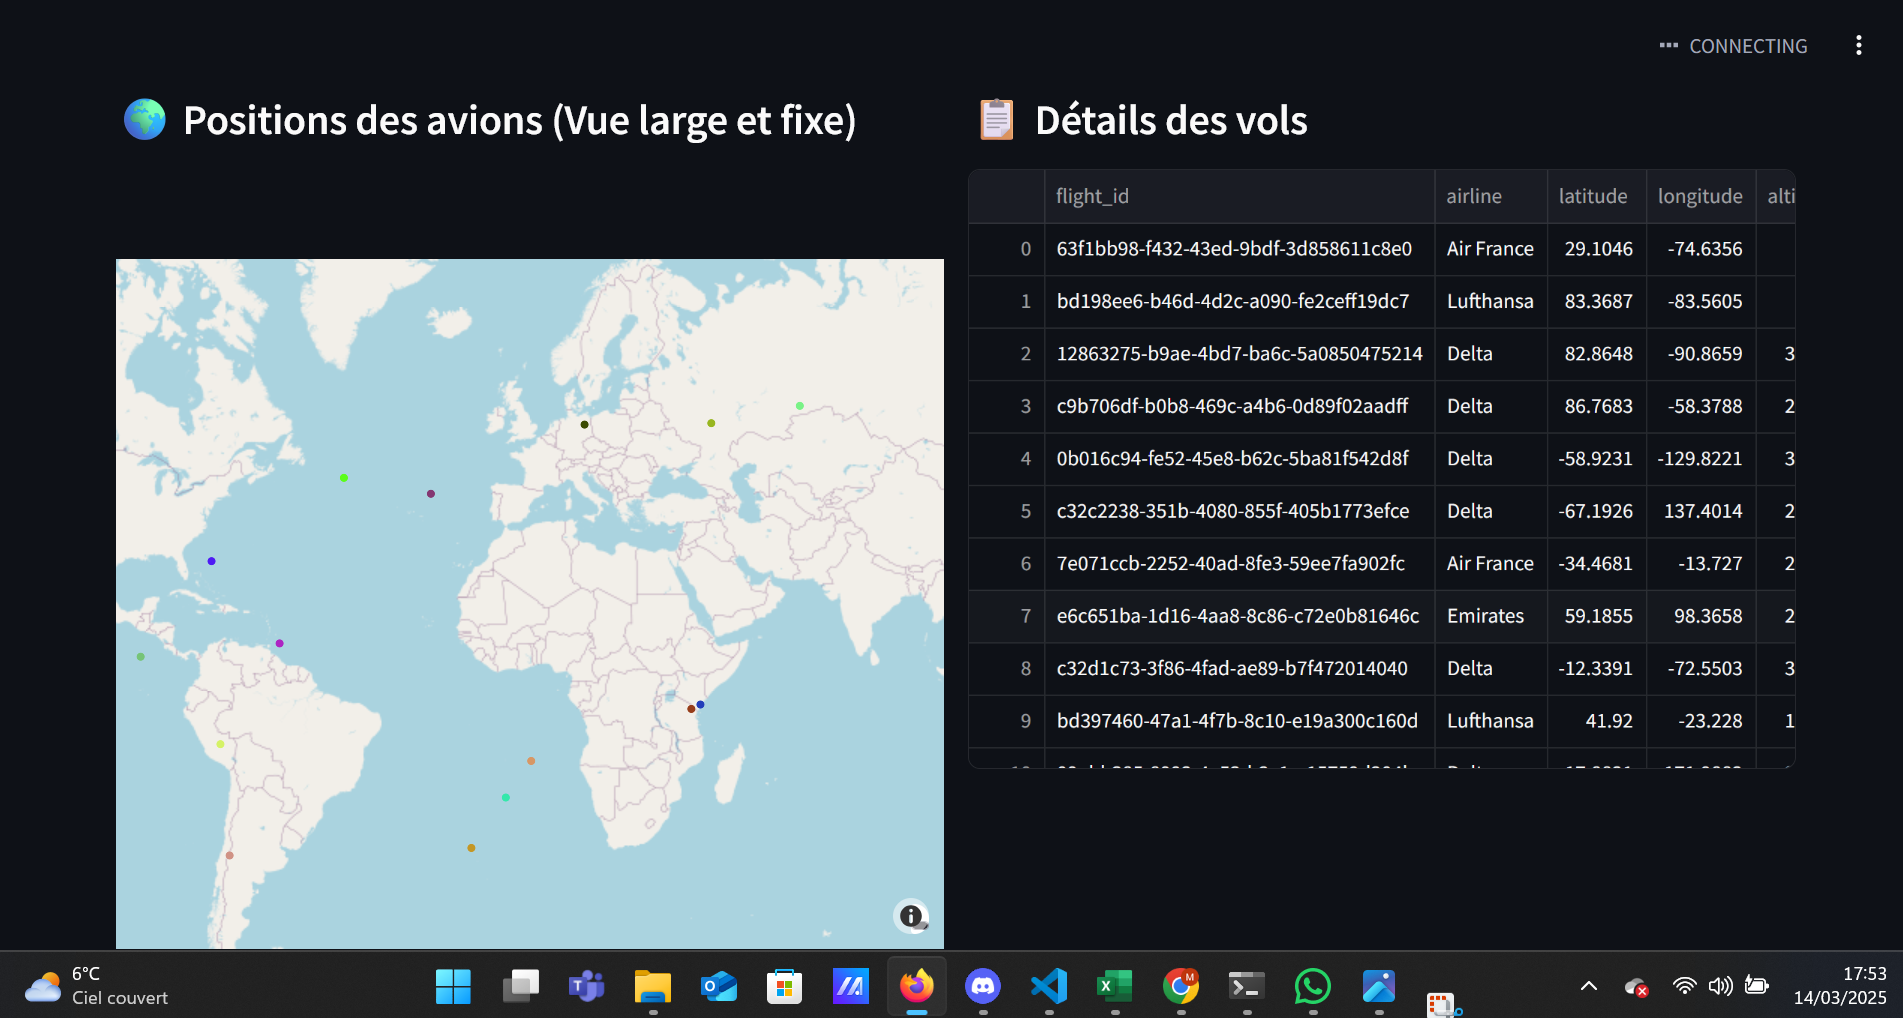 CONNECTING
Positions des avions (Vue large et fixe)
Détails des vols
flight_id airline latitude longitude alti
0 63f1bb98-f432-43ed-9bdf-3d858611c8e0 Air France 29.1046 -74.6356
1 bd198ee6-b46d-4d2c-a090-fe2ceff19dc7 Lufthansa 83.3687 -83.5605
2 12863275-b9ae-4bd7-ba6c-5a0850475214 Delta 82.8648 -90.8659 3
3 c9b706df-b0b8-469c-a4b6-0d89f02aadff Delta 86.7683 -58.3788 2
4 0b016c94-fe52-45e8-b62c-5ba81f542d8f Delta -58.9231 -129.8221 3
5 c32c2238-351b-4080-855f-405b1773efce Delta -67.1926 137.4014 2
6 7e071ccb-2252-40ad-8fe3-59ee7fa902fc Air France -34.4681 -13.727 2
7 e6c651ba-1d16-4aa8-8c86-c72e0b81646c Emirates 59.1855 98.3658 2
8 c32d1c73-3f86-4fad-ae89-b7f472014040 Delta -12.3391 -72.5503 3
9 bd397460-47a1-4f7b-8c10-e19a300c160d Lufthansa 41.92 -23.228 1
6°C
Ciel couvert
17:53
14/03/2025